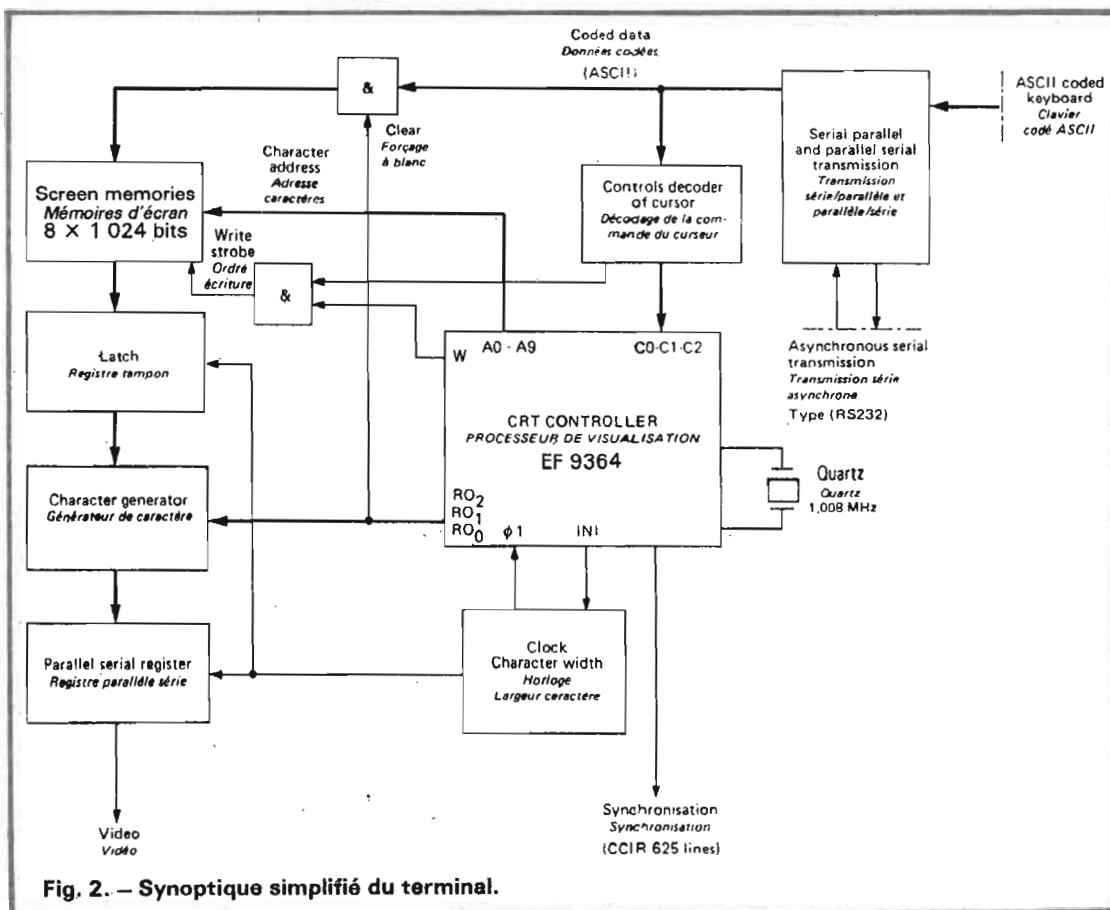 Coded data
Données codées
(ASCII)
&
Clear
Forçage
à blanc
Character
address
Adresse
caractères
Serial parallel
and parallel serial
transmission
Transmission
série/parallèle et
parallèle/série
ASCII coded
keyboard
Clavier
codé ASCII
Screen memories
Mémoires d'écran
8 × 1 024 bits
Write
strobe
Ordre
écriture
&
Controls decoder
of cursor
Décodage de la com-
mande du curseur
Latch
Registre tampon
W
A0 - A9
C0-C1-C2
CRT CONTROLLER
PROCESSEUR DE VISUALISATION
EF 9364
RO2
RO1
RO0
ϕ1
INI
Asynchronous serial
transmission
Transmission série
asynchrone
Type (RS232)
Quartz
Quartz
1,008 MHz
Character generator
Générateur de caractère
Parallel serial register
Registre parallèle série
Clock
Character width
Horloge
Largeur caractère
Video
Vidéo
Synchronisation
Synchronisation
(CCIR 625 lines)
Fig. 2. — Synoptique simplifié du terminal.